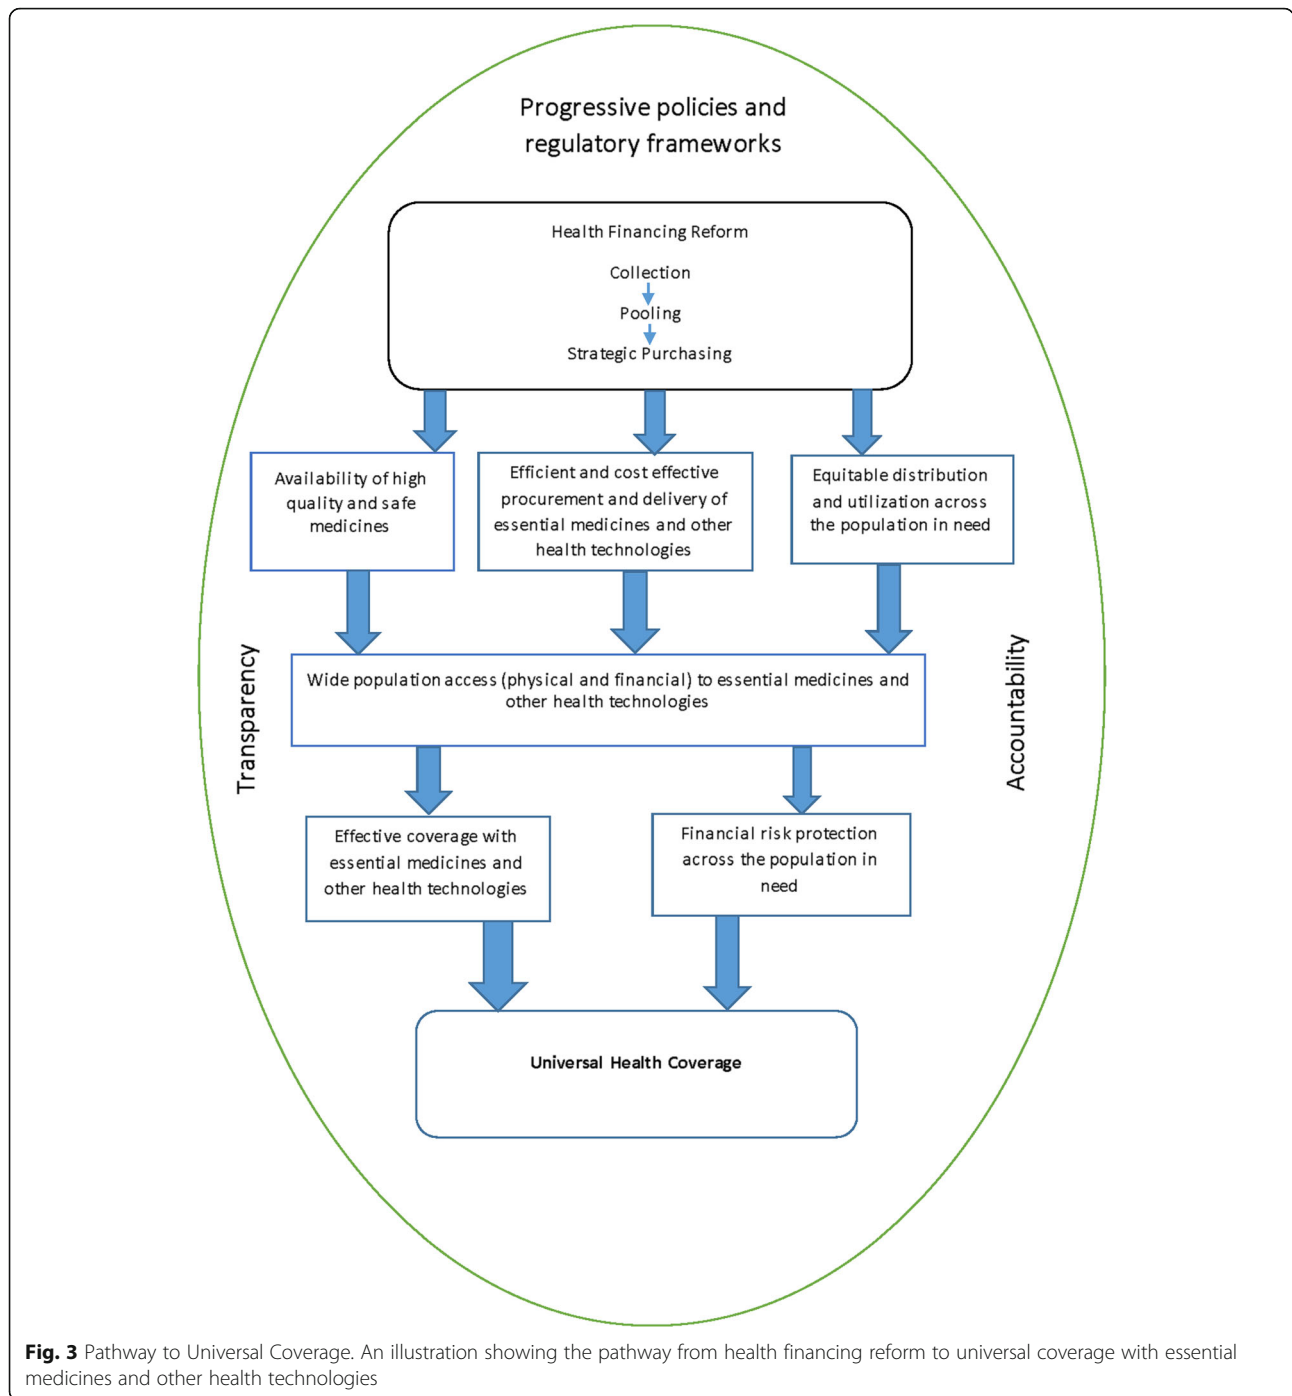 Progressive policies and
regulatory frameworks
Health Financing Reform
Collection
Pooling
Strategic Purchasing
Availability of high
quality and safe
medicines
Efficient and cost effective
procurement and delivery of
essential medicines and other
health technologies
Equitable distribution
and utilization across
the population in need
Transparency
Wide population access (physical and financial) to essential medicines and
other health technologies
Accountability
Effective coverage with
essential medicines and
other health technologies
Financial risk protection
across the population in
need
Universal Health Coverage
Fig. 3 Pathway to Universal Coverage. An illustration showing the pathway from health financing reform to universal coverage with essential
medicines and other health technologies